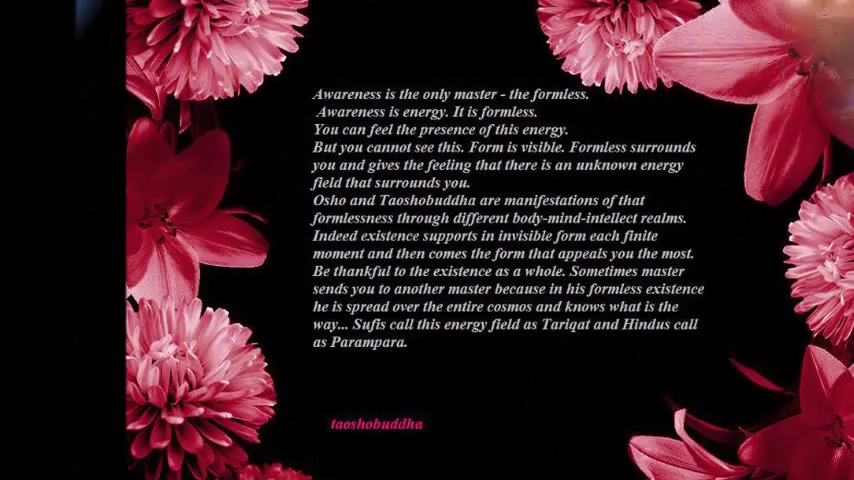 Awareness is the only master - the formless.
Awareness is energy. It is formless.
You can feel the presence of this energy.
But you cannot see this. Form is visible. Formless surrounds
you and gives the feeling that there is an unknown energy
field that surrounds you.
Osho and Taoshobuddha are manifestations of that
formlessness through different body-mind-intellect realms.
Indeed existence supports in invisible form each finite
moment and then comes the form that appeals you the most.
Be thankful to the existence as a whole. Sometimes master
sends you to another master because in his formless existence
he is spread over the entire cosmos and knows what is the
way... Sufis call this energy field as Tariqat and Hindus call
as Parampara.
taoshobuddha